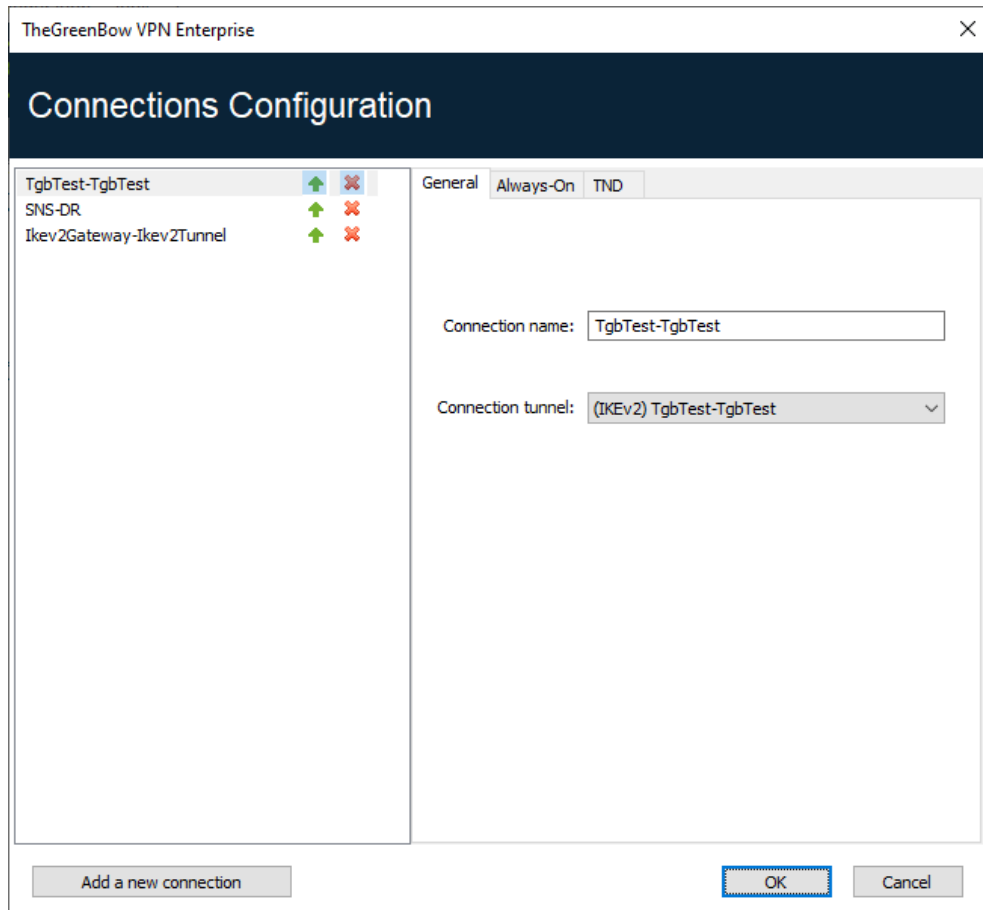 TheGreenBow VPN Enterprise
Connections Configuration
TgbTest-TgbTest
SNS-DR
Ikev2Gateway-Ikev2Tunnel
General Always-On TND
Connection name: TgbTest-TgbTest
Connection tunnel: (IKEv2) TgbTest-TgbTest
Add a new connection OK Cancel